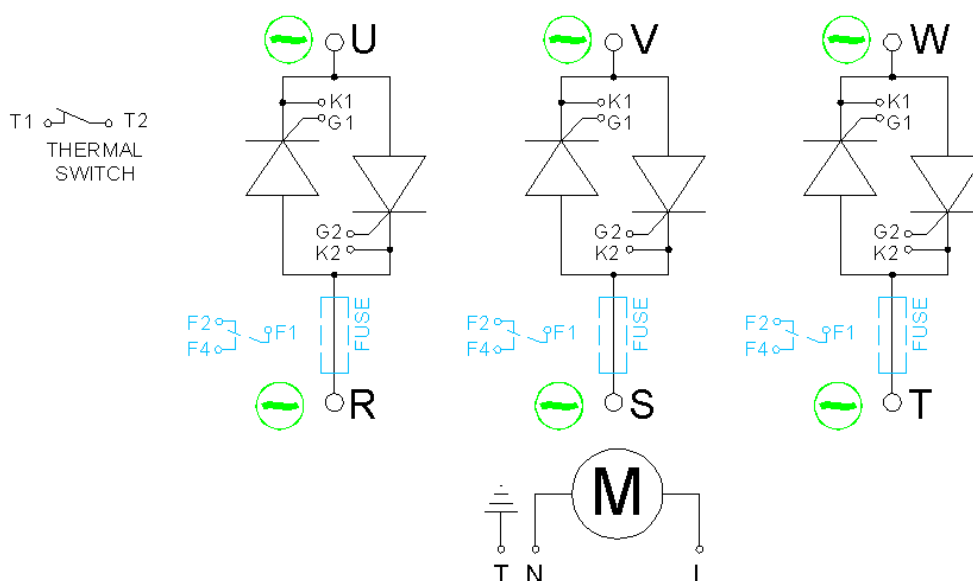 U V W
K1 K1 K1
T1 T2 G1 G1 G1
THERMAL
SWITCH
G2 G2 G2
K2 K2 K2
F2 F1 FUSE F2 F1 FUSE F2 F1 FUSE
F4 F4 F4
R S T
M
T N L